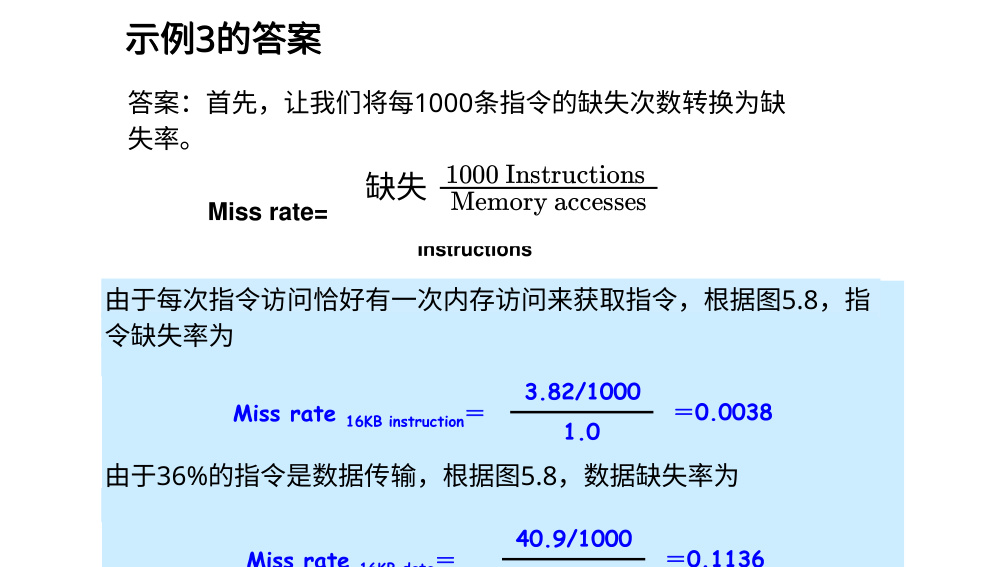 示例3的答案
答案：首先，让我们将每1000条指令的缺失次数转换为缺
失率。
缺失 1000 Instructions
Miss rate= Memory accesses
Instructions
由于每次指令访问恰好有一次内存访问来获取指令，根据图5.8，指
令缺失率为
3.82/1000
Miss rate 16KB instruction＝ ＝0.0038
1.0
由于36%的指令是数据传输，根据图5.8，数据缺失率为
40.9/1000
Miss rate 16KB data＝ ＝0.1136